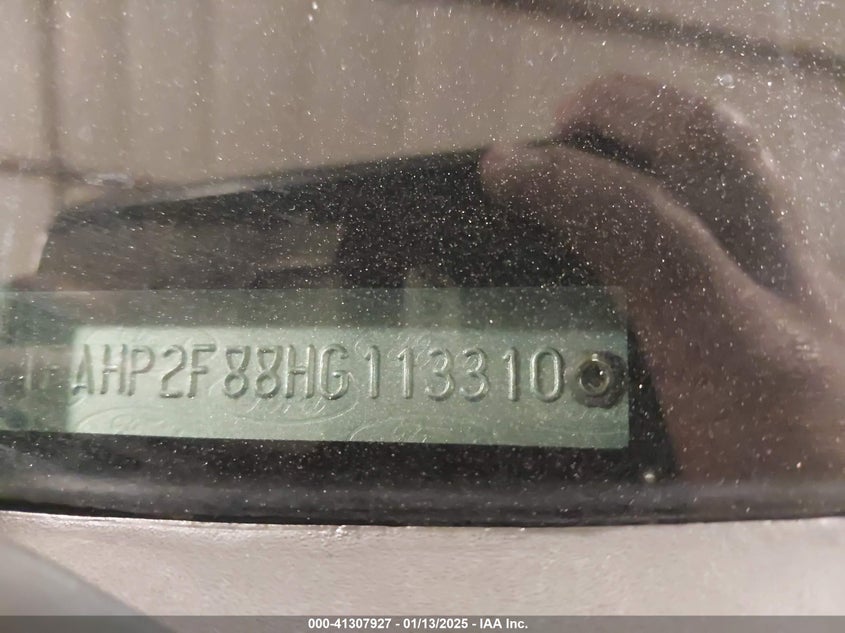 AHP2F88HG113310
000-41307927 - 01/13/2025 - IAA Inc.